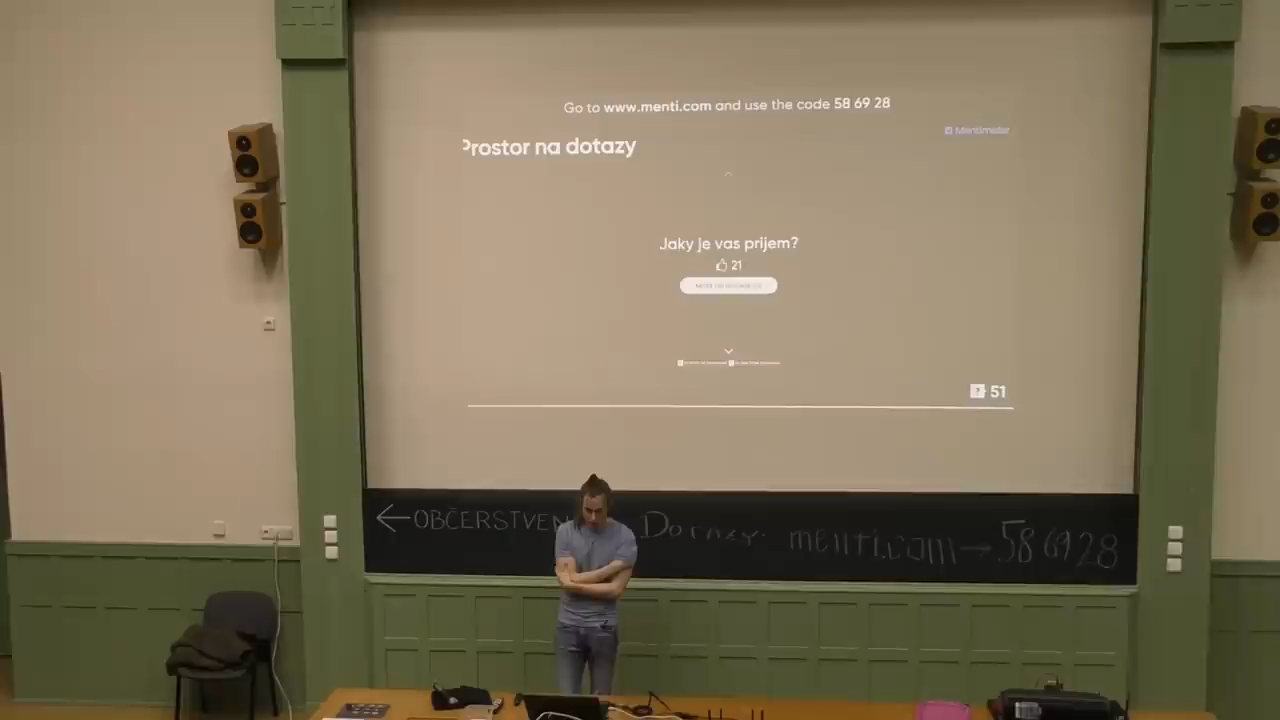 Go to www.menti.com and use the code 58 69 28
Mentimeter
Prostor na dotazy
Jaky je vas prijem?
21
51
← OBČERSTVEN
Dotazy: menti.com → 58 69 28